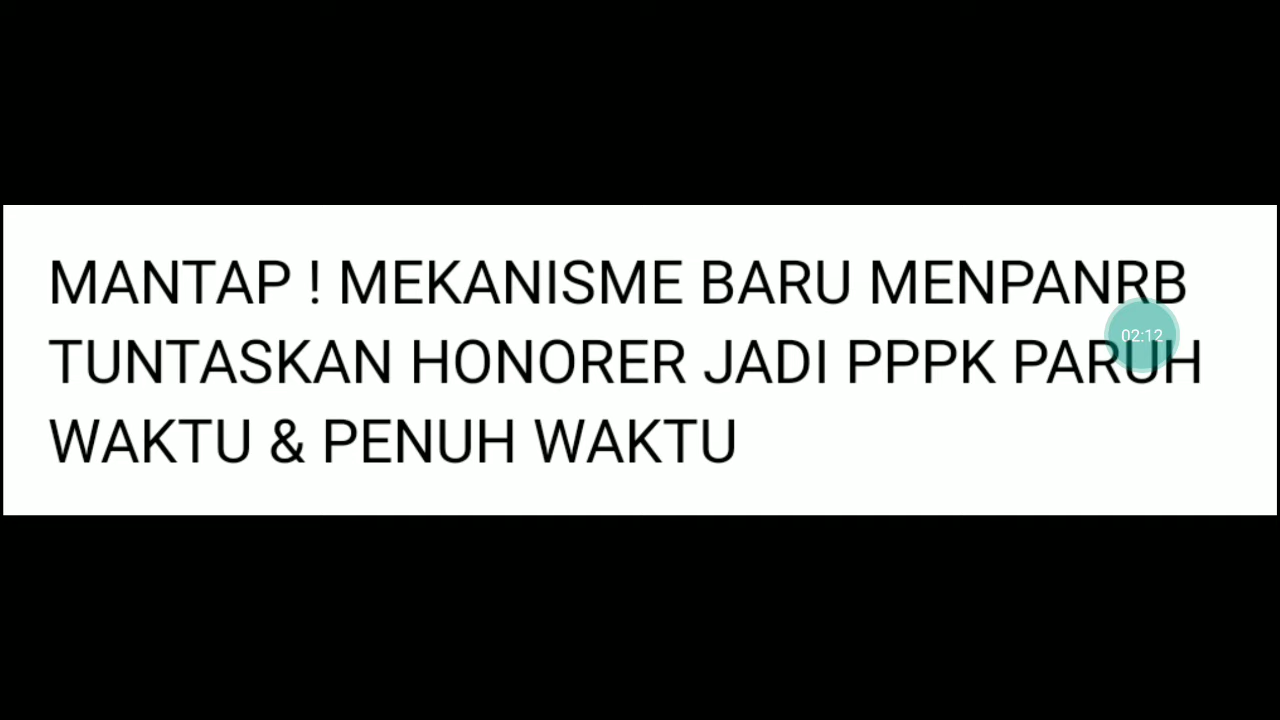 MANTAP ! MEKANISME BARU MENPANRB
02:12
TUNTASKAN HONORER JADI PPPK PARUH
WAKTU & PENUH WAKTU